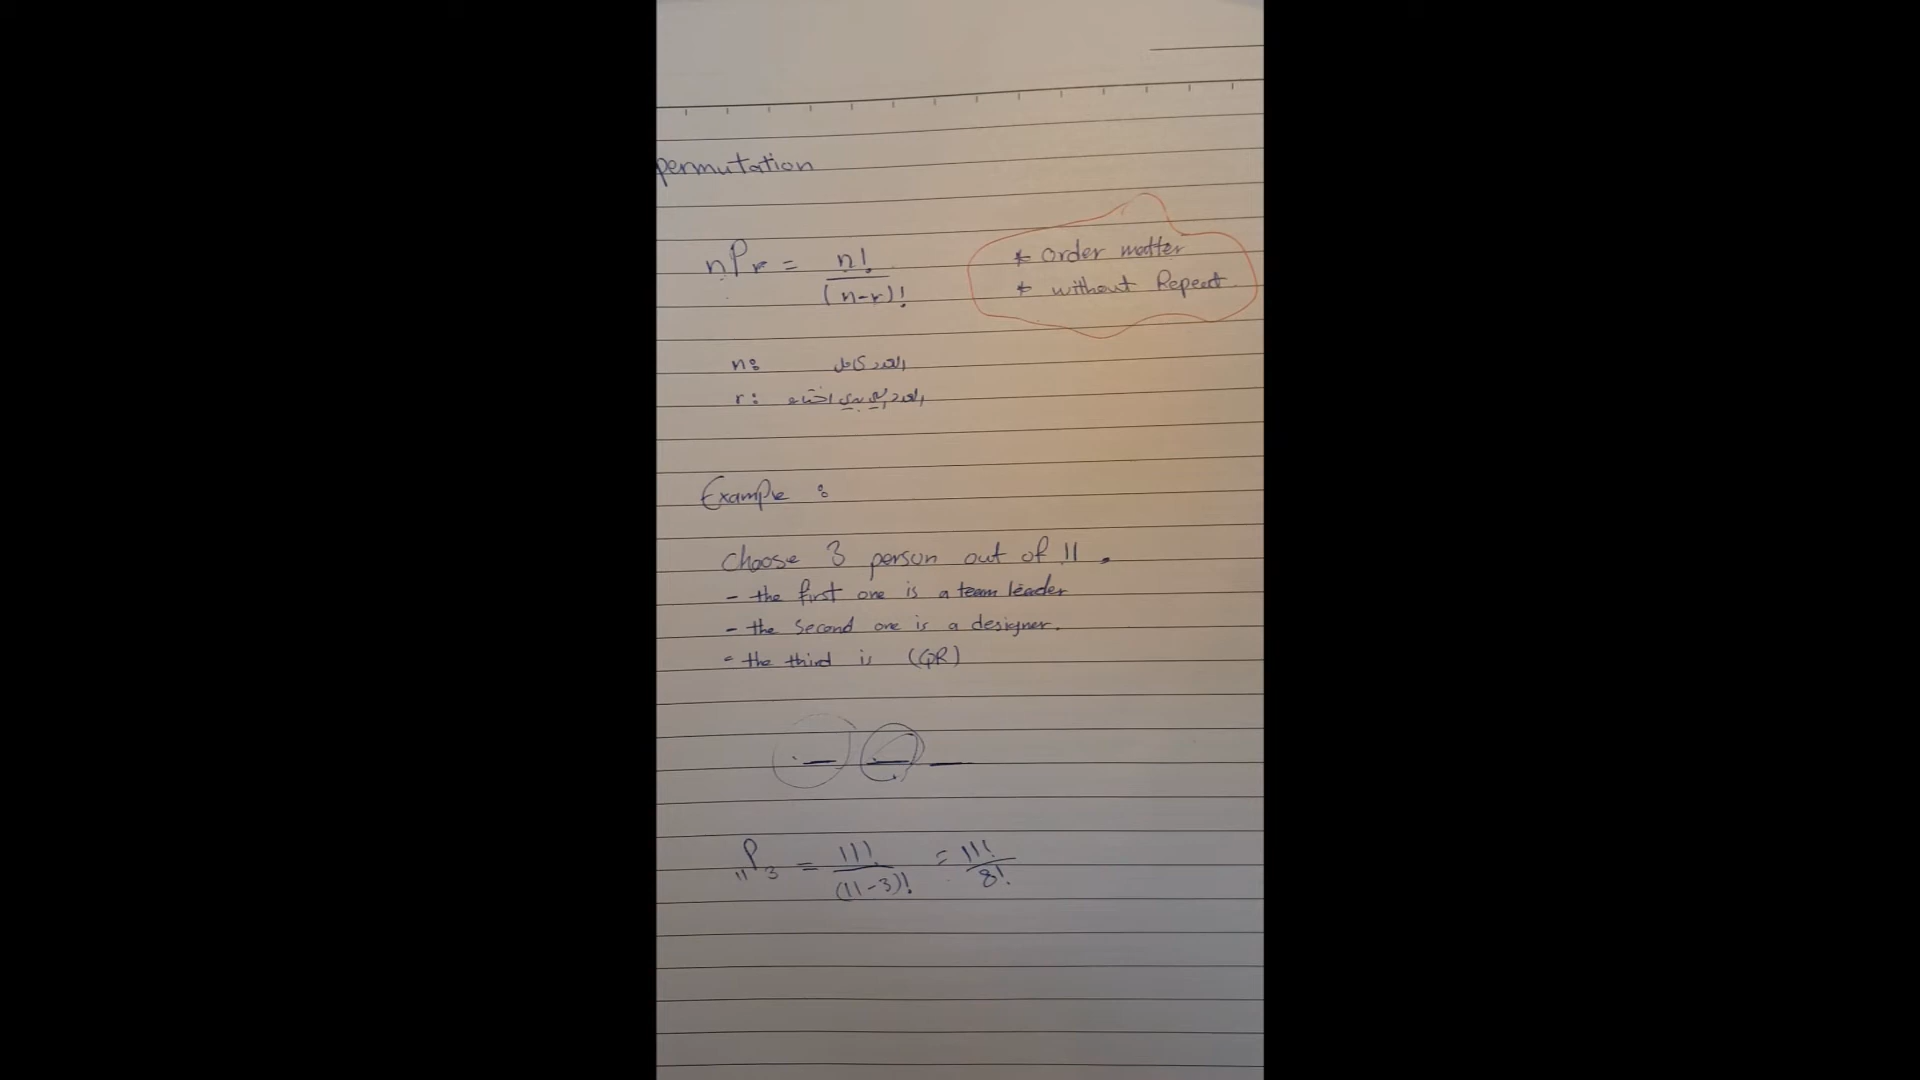 permutation
nPr = n! / (n-r)!
* order matter
* without Repeat
n: العدد كامل
r: العدد الي بدي اختاره
Example :
Choose 3 person out of 11 .
- the first one is a team leader
- the second one is a designer.
- the third is (QR)
11P3 = 11! / (11-3)! = 11! / 8!